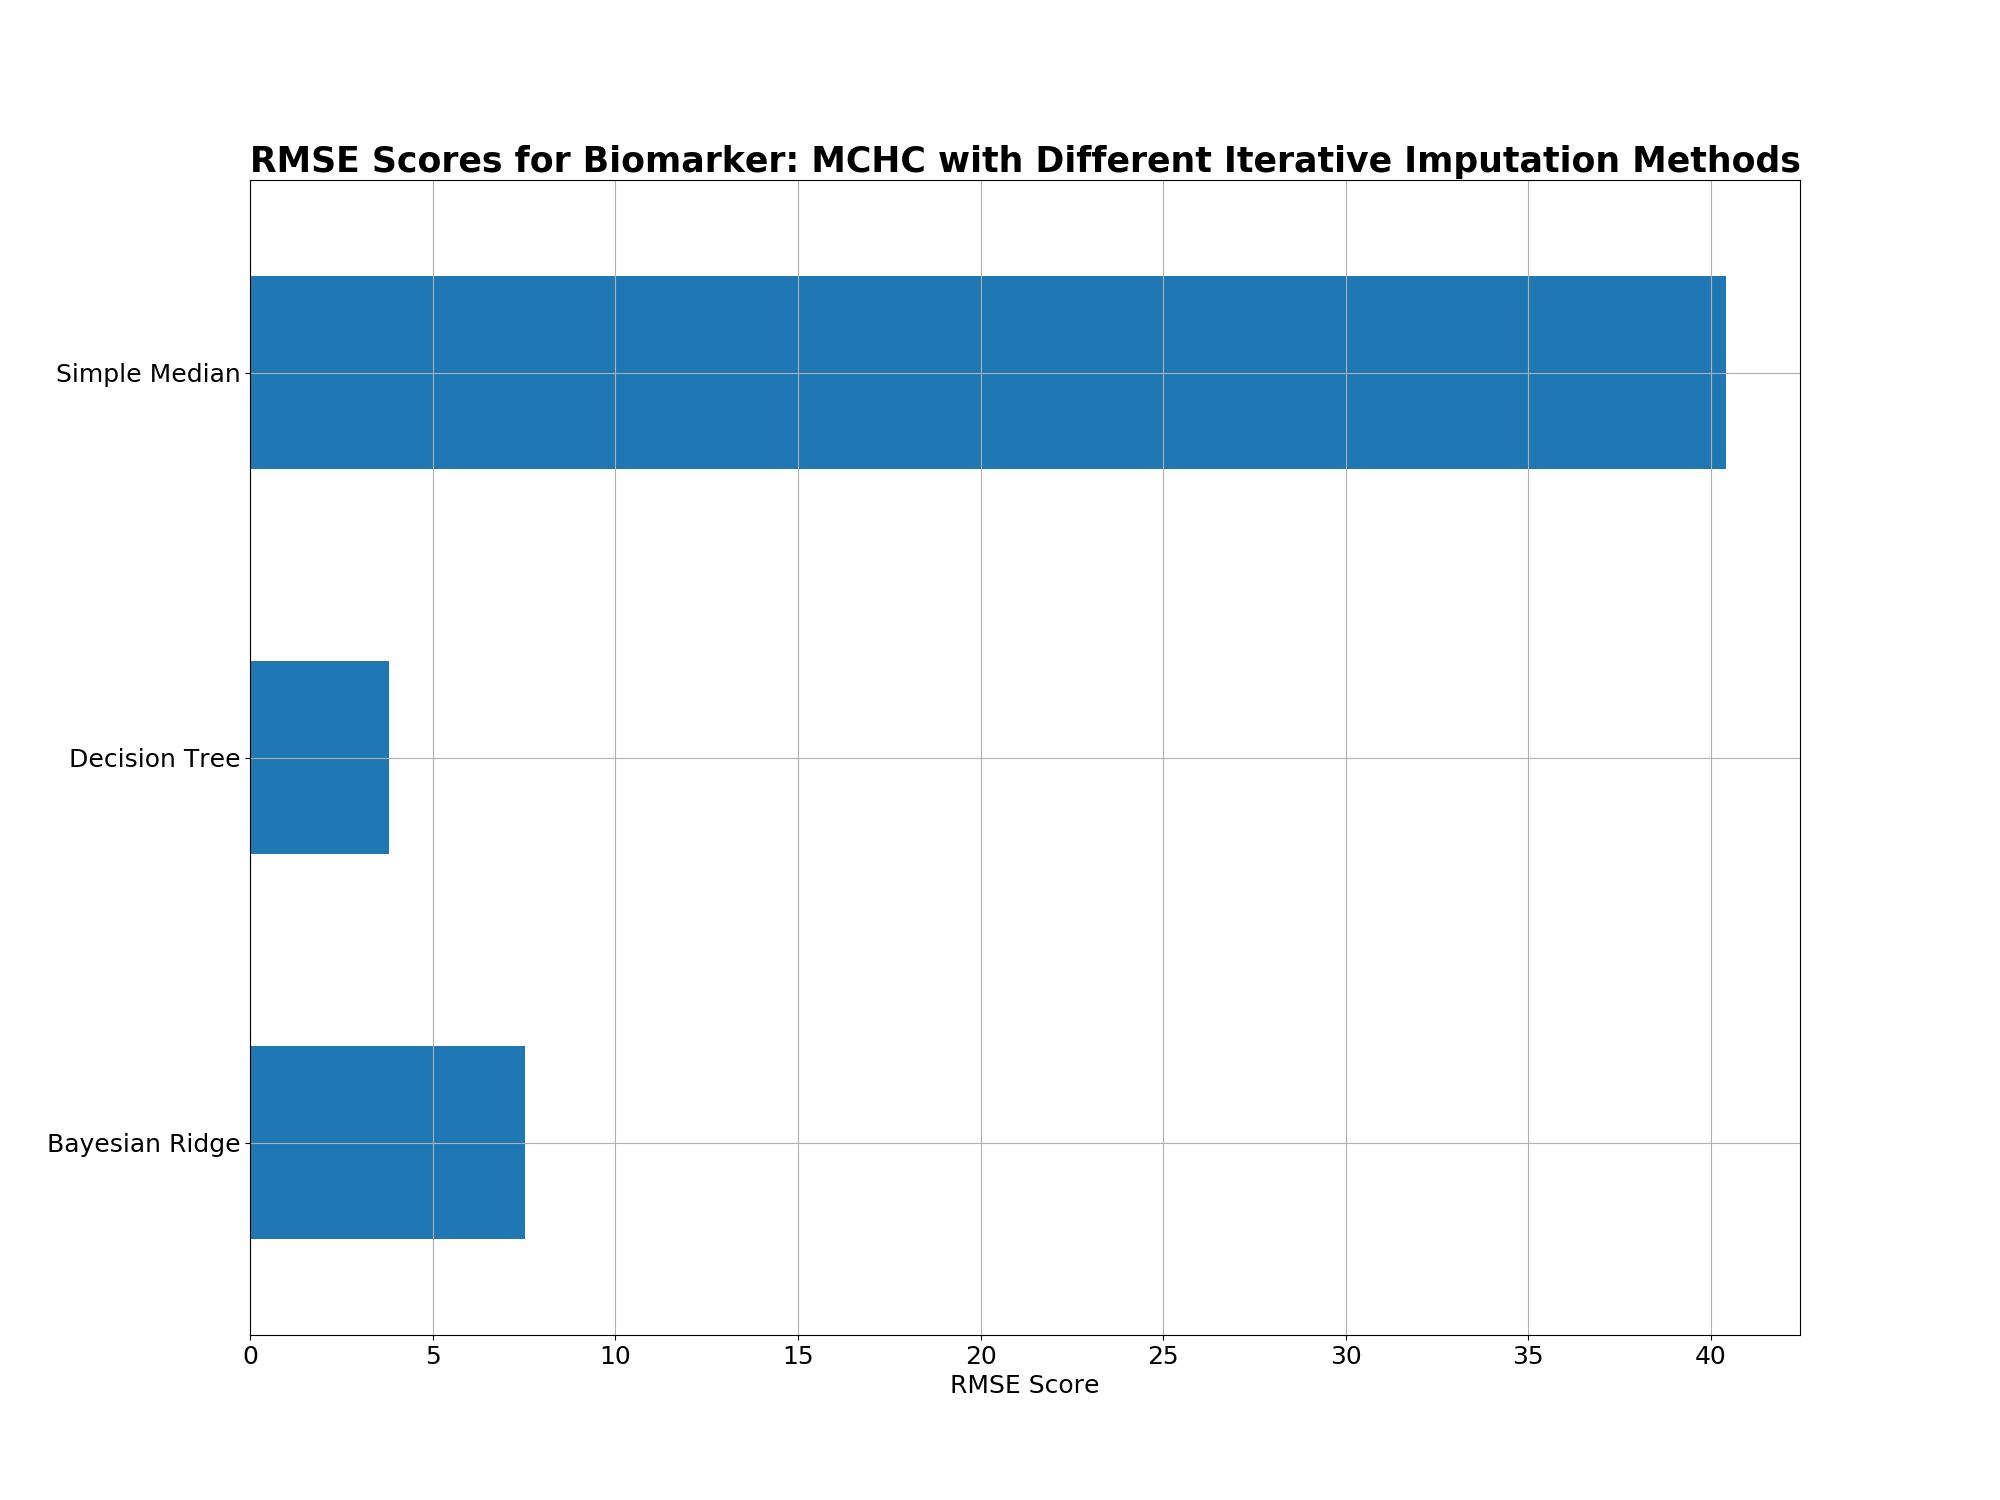 RMSE Scores for Biomarker: MCHC with Different Iterative Imputation Methods
Simple Median
Decision Tree
Bayesian Ridge
0 5 10 15 20 25 30 35 40
RMSE Score